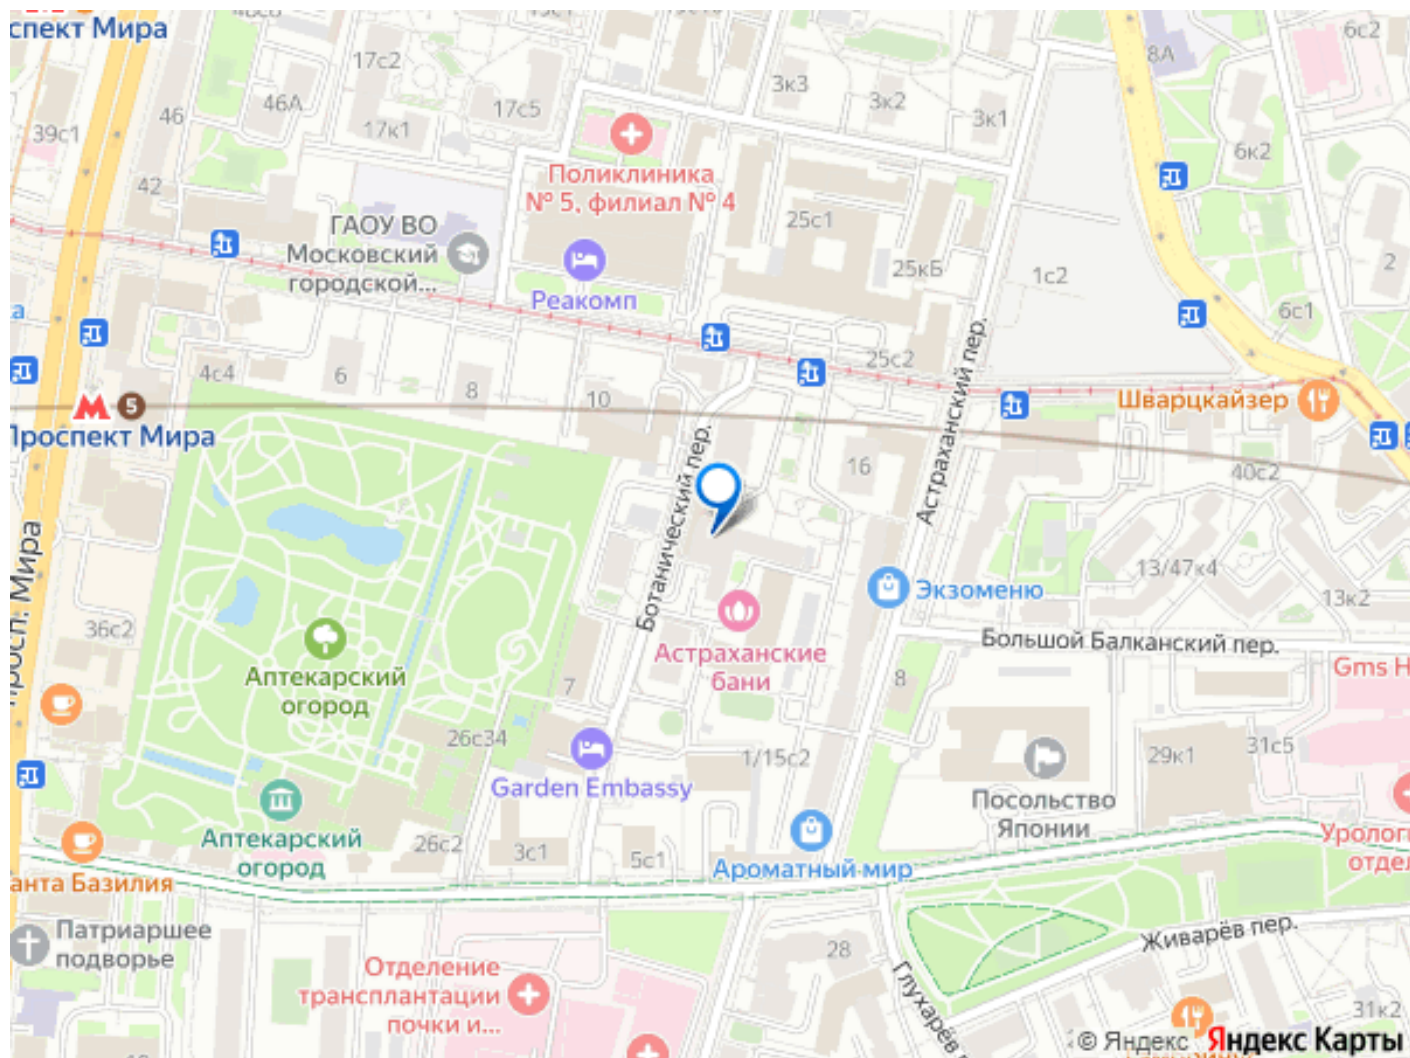 спект Мира
17с2
46А
46
17с5
17к1
39с1
42
3к3
3к2
3к1
8А
6с2
6к2
Поликлиника
№ 5, филиал № 4
ГАОУ ВО
Московский
городской...
25с1
25кБ
1с2
2
6с1
Реакомп
25с2
Астраханский пер.
4с4
6
8
10
5
Проспект Мира
Шварцкайзер
16
40с2
Ботанический пер.
просп. Мира
Экзоменю
13/47к4
13к2
36с2
Аптекарский
огород
Астраханские
бани
Большой Балканский пер.
Gms H
7
8
26с34
1/15с2
29к1
31с5
Garden Embassy
Посольство
Японии
Аптекарский
огород
26с2
3с1
5с1
Ароматный мир
Уролог
отдел
анта Базилия
Патриаршее
подворье
Отделение
трансплантации
почки и...
28
Глухарёв п
Живарёв пер.
31к2
© Яндекс Яндекс Карты